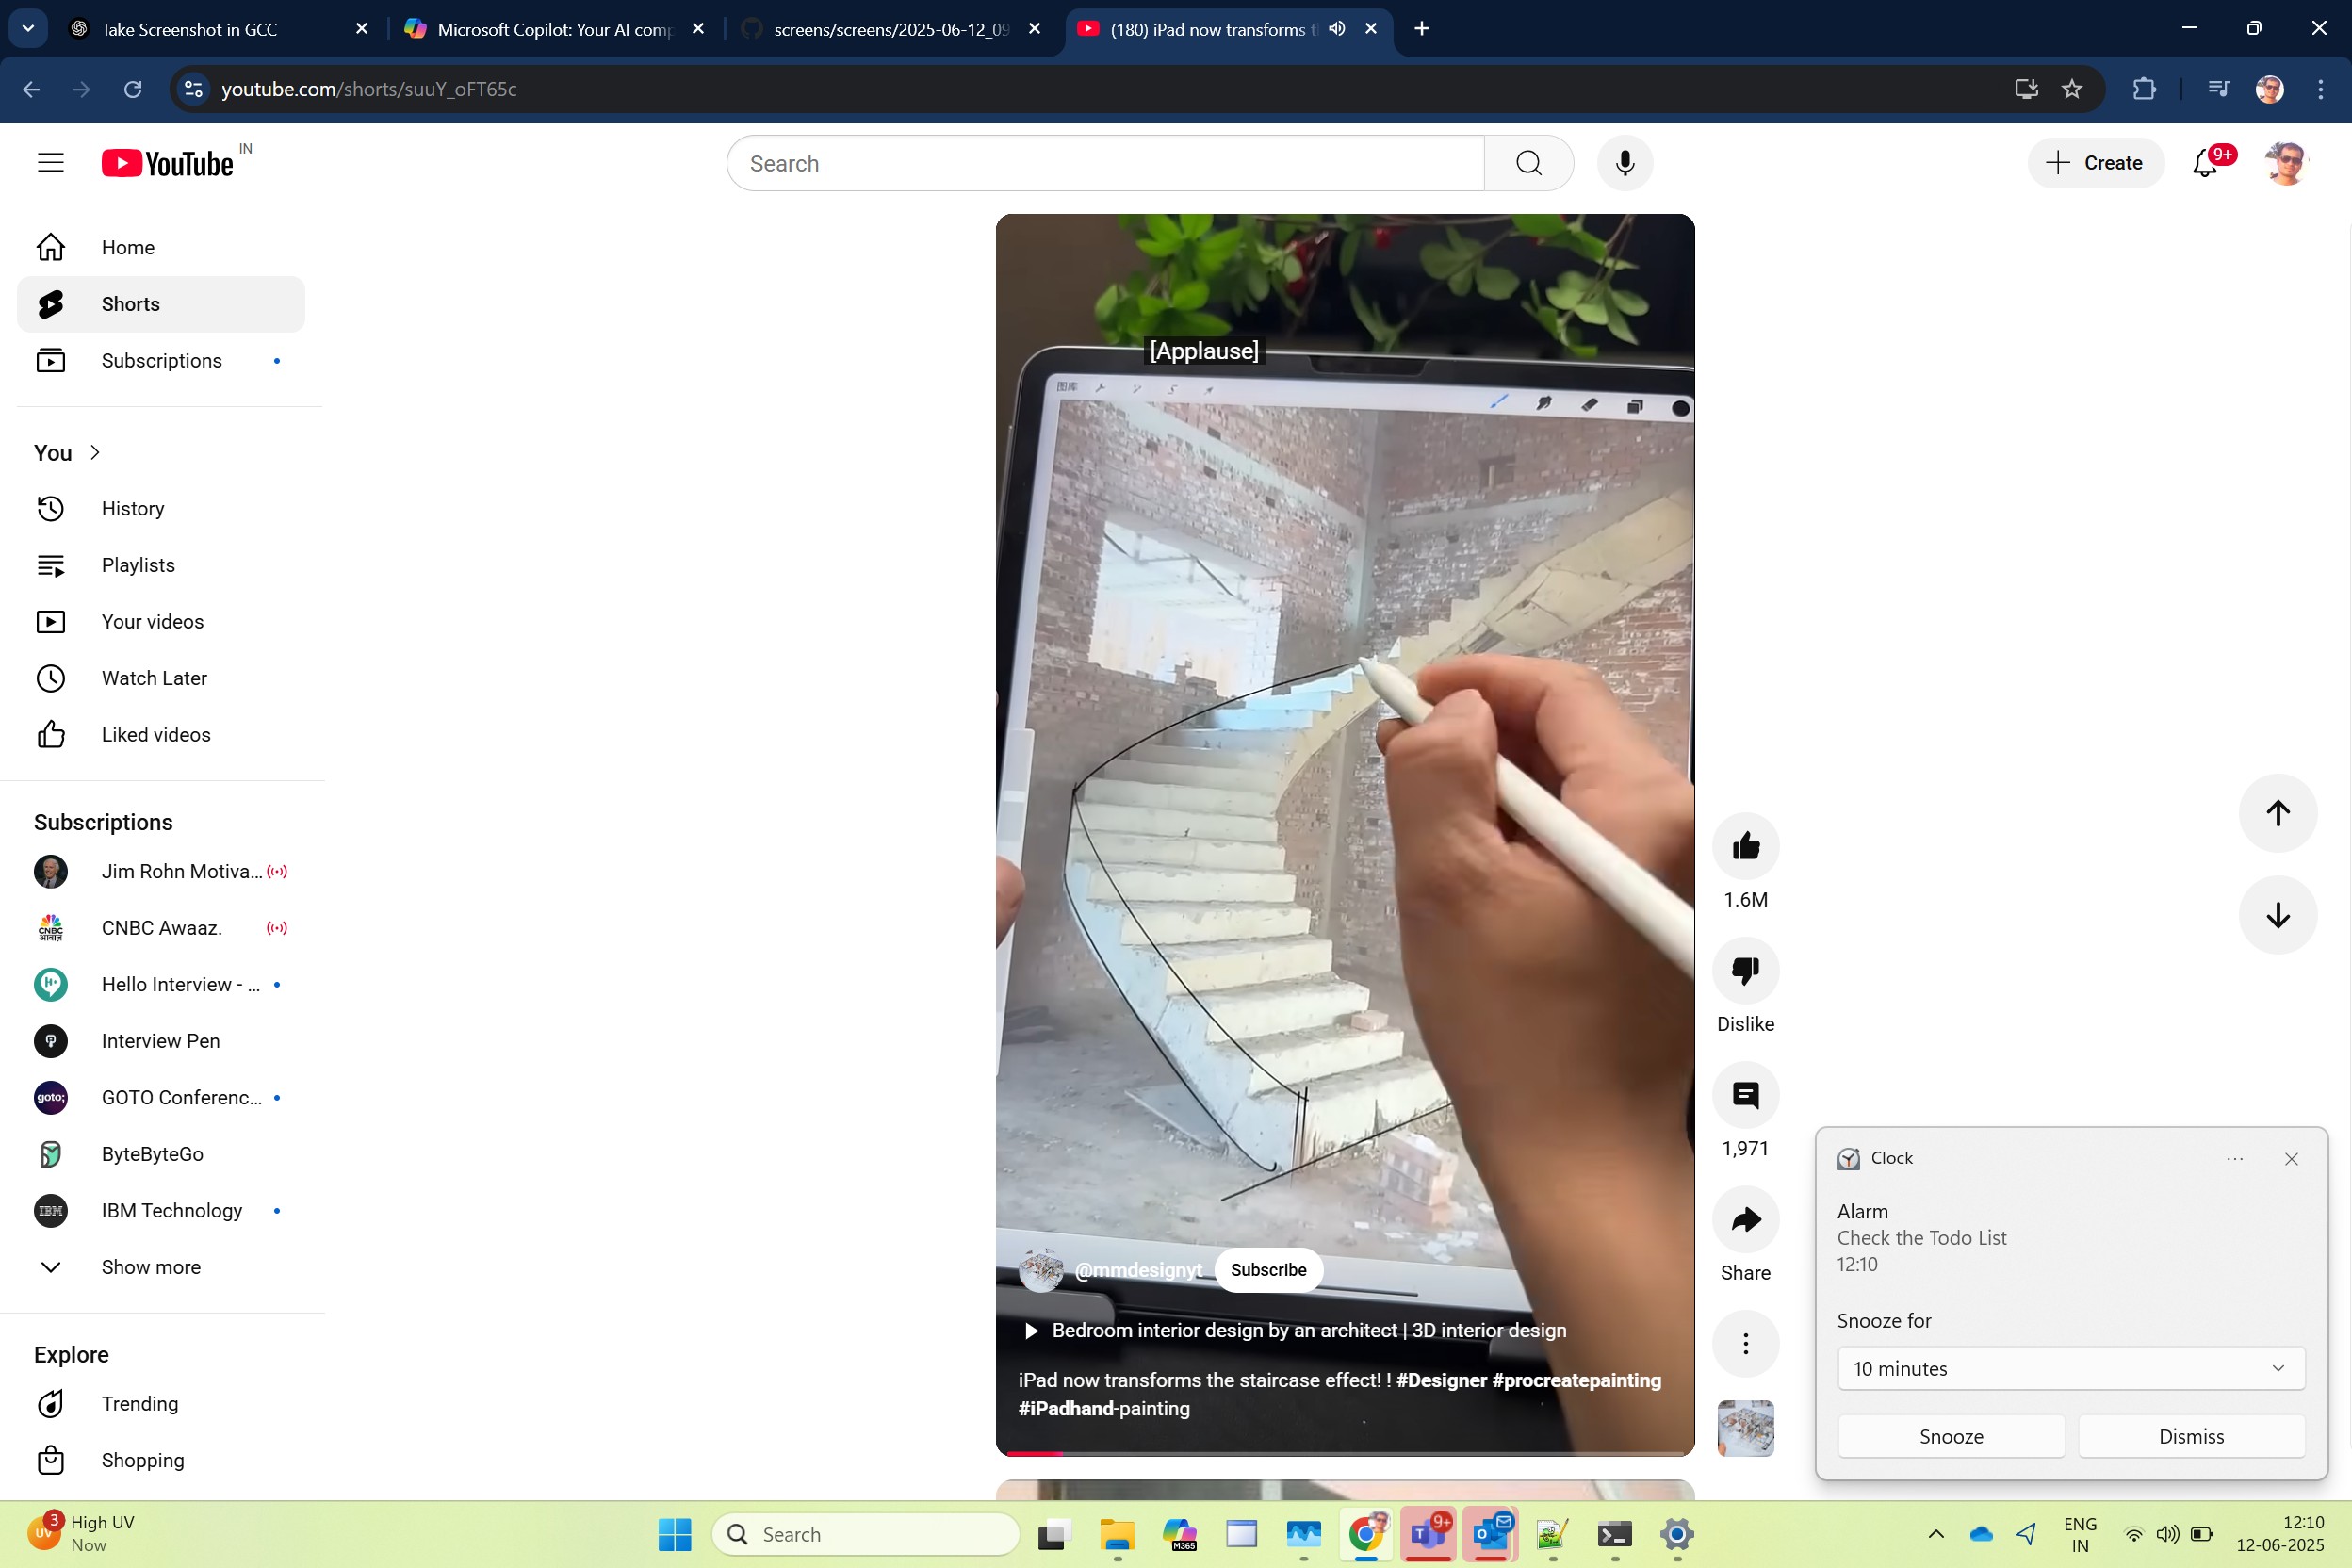 Take Screenshot in GCC
Microsoft Copilot: Your AI comp
screens/screens/2025-06-12_09
(180) iPad now transforms t
youtube.com/shorts/suuY_oFT65c
YouTube IN
Search
Create
9+
Home
Shorts
Subscriptions
You
History
Playlists
Your videos
Watch Later
Liked videos
Subscriptions
Jim Rohn Motiva...
CNBC Awaaz.
Hello Interview - ...
Interview Pen
goto;
GOTO Conferenc...
ByteByteGo
IBM
IBM Technology
Show more
Explore
Trending
Shopping
[Applause]
图库
@mmdesignyt
Subscribe
Bedroom interior design by an architect | 3D interior design
iPad now transforms the staircase effect! ! #Designer #procreatepainting
#iPadhand-painting
1.6M
Dislike
1,971
Share
Clock
Alarm
Check the Todo List
12:10
Snooze for
10 minutes
Snooze
Dismiss
3
UV
High UV
Now
Search
M365
9+
ENG
IN
12:10
12-06-2025